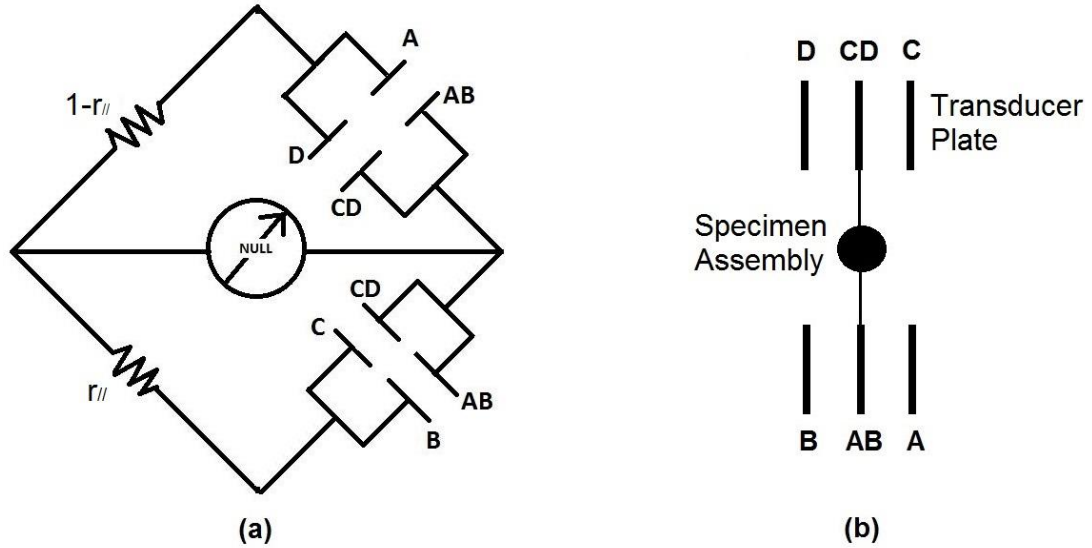 A
1-r//
AB
D
CD
NULL
CD
C
r//
AB
B
(a)
D CD C
Transducer
Plate
Specimen
Assembly
B AB A
(b)